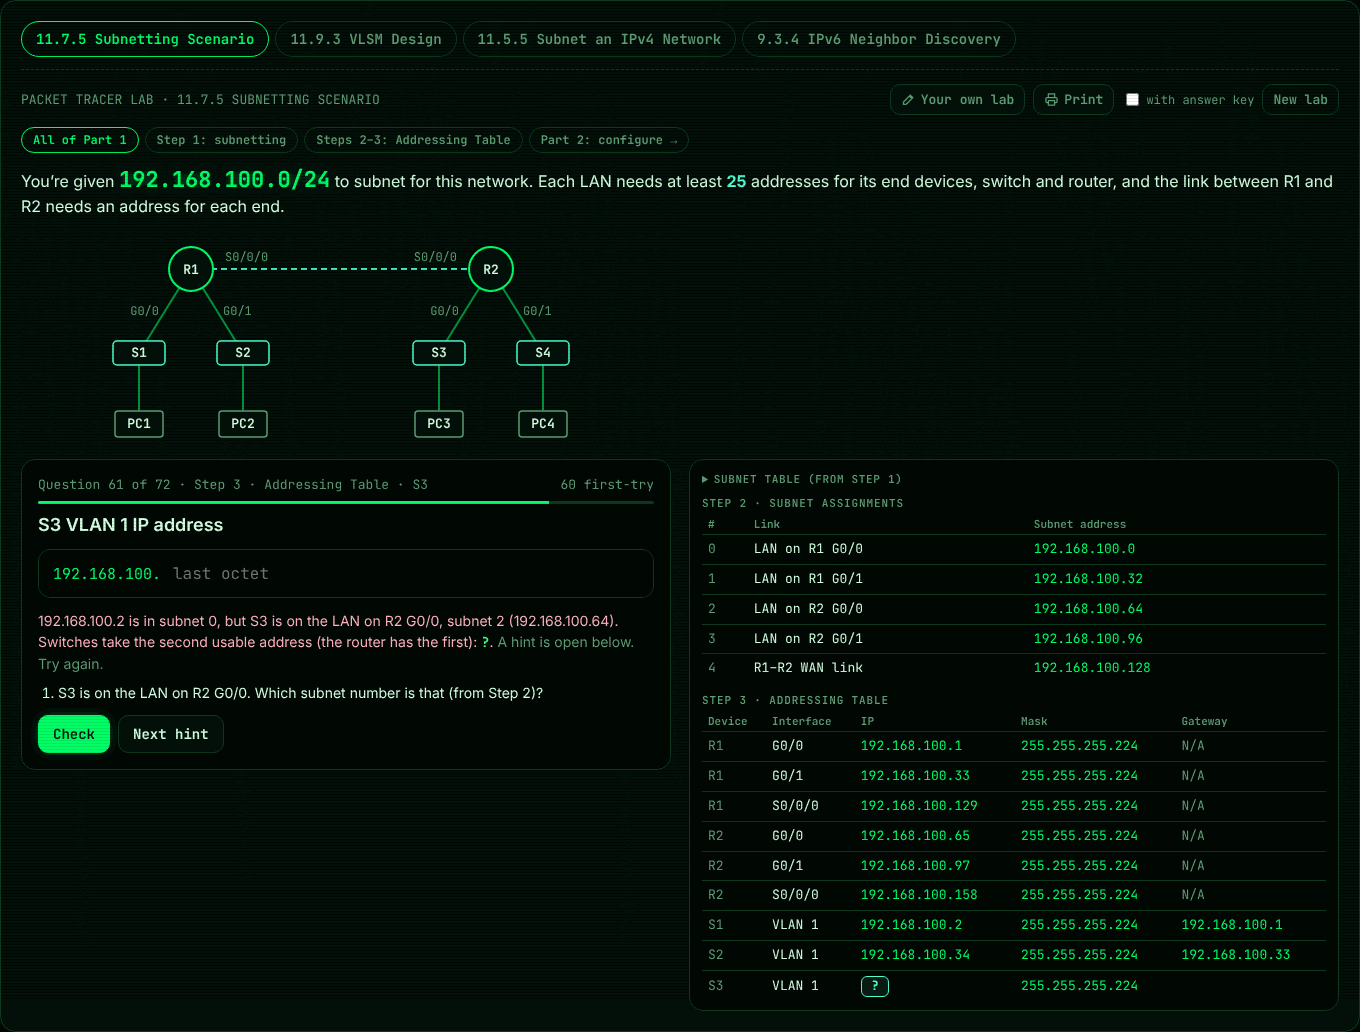 11.7.5 Subnetting Scenario
11.9.3 VLSM Design
11.5.5 Subnet an IPv4 Network
9.3.4 IPv6 Neighbor Discovery
PACKET TRACER LAB · 11.7.5 SUBNETTING SCENARIO
Your own lab
Print
with answer key
New lab
All of Part 1
Step 1: subnetting
Steps 2–3: Addressing Table
Part 2: configure →
You’re given 192.168.100.0/24 to subnet for this network. Each LAN needs at least 25 addresses for its end devices, switch and router, and the link between R1 and
R2 needs an address for each end.
R1 S0/0/0 S0/0/0 R2
G0/0 G0/1 G0/0 G0/1
S1 S2 S3 S4
PC1 PC2 PC3 PC4
Question 61 of 72 · Step 3 · Addressing Table · S3
60 first-try
S3 VLAN 1 IP address
192.168.100. last octet
192.168.100.2 is in subnet 0, but S3 is on the LAN on R2 G0/0, subnet 2 (192.168.100.64).
Switches take the second usable address (the router has the first): ?. A hint is open below.
Try again.
1. S3 is on the LAN on R2 G0/0. Which subnet number is that (from Step 2)?
Check
Next hint
SUBNET TABLE (FROM STEP 1)
STEP 2 · SUBNET ASSIGNMENTS
# Link Subnet address
0 LAN on R1 G0/0 192.168.100.0
1 LAN on R1 G0/1 192.168.100.32
2 LAN on R2 G0/0 192.168.100.64
3 LAN on R2 G0/1 192.168.100.96
4 R1–R2 WAN link 192.168.100.128
STEP 3 · ADDRESSING TABLE
Device Interface IP Mask Gateway
R1 G0/0 192.168.100.1 255.255.255.224 N/A
R1 G0/1 192.168.100.33 255.255.255.224 N/A
R1 S0/0/0 192.168.100.129 255.255.255.224 N/A
R2 G0/0 192.168.100.65 255.255.255.224 N/A
R2 G0/1 192.168.100.97 255.255.255.224 N/A
R2 S0/0/0 192.168.100.158 255.255.255.224 N/A
S1 VLAN 1 192.168.100.2 255.255.255.224 192.168.100.1
S2 VLAN 1 192.168.100.34 255.255.255.224 192.168.100.33
S3 VLAN 1 ? 255.255.255.224